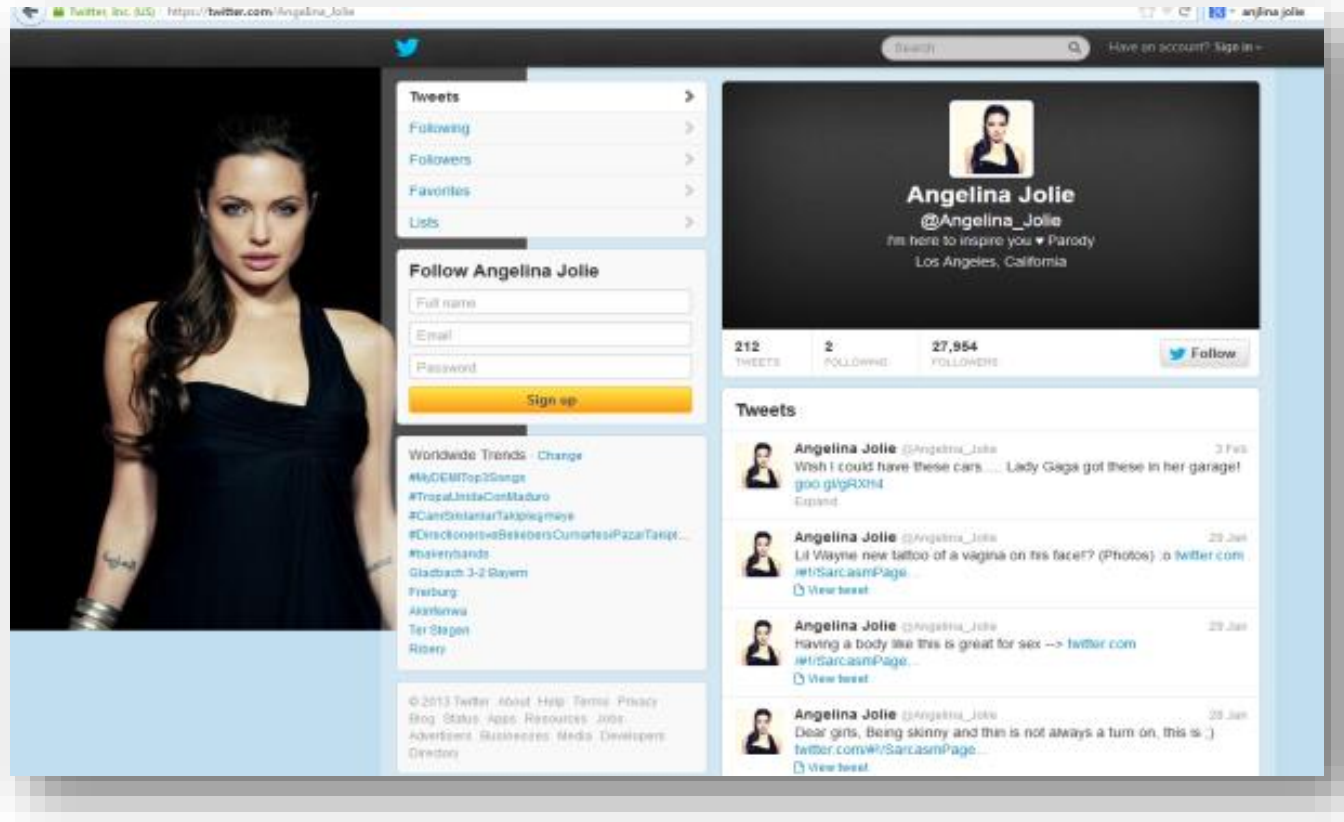 Twitter, Inc. (US) https://twitter.com/Angelina_Jolie
anjlina jolie
Search
Have an account? Sign in
Tweets
Following
Followers
Favorites
Lists
Follow Angelina Jolie
Full name
Email
Password
Sign up
Worldwide Trends · Change
#MyDEMITop3Songs
#TropaUnidaConMaduro
#bakerybands
Gladbach 3-2 Bayern
Freiburg
Akinfenwa
Ter Stegen
Ribery
© 2013 Twitter About Help Terms Privacy
Blog Status Apps Resources Jobs
Advertisers Businesses Media Developers
Directory
Angelina Jolie
@Angelina_Jolie
I'm here to inspire you ♥ Parody
Los Angeles, California
212
TWEETS
2
FOLLOWING
27,954
FOLLOWERS
Follow
Tweets
Angelina Jolie @Angelina_Jolie 3 Feb
Wish I could have these cars..... Lady Gaga got these in her garage!
goo.gl/gRXH4
Expand
Angelina Jolie @Angelina_Jolie 29 Jan
Lil Wayne new tattoo of a vagina on his face!? (Photos) :o twitter.com
/#!/SarcasmPage...
View tweet
Angelina Jolie @Angelina_Jolie 29 Jan
Having a body like this is great for sex --> twitter.com
/#!/SarcasmPage...
View tweet
Angelina Jolie @Angelina_Jolie 28 Jan
Dear girls, Being skinny and thin is not always a turn on, this is ;)
twitter.com/#!/SarcasmPage...
View tweet